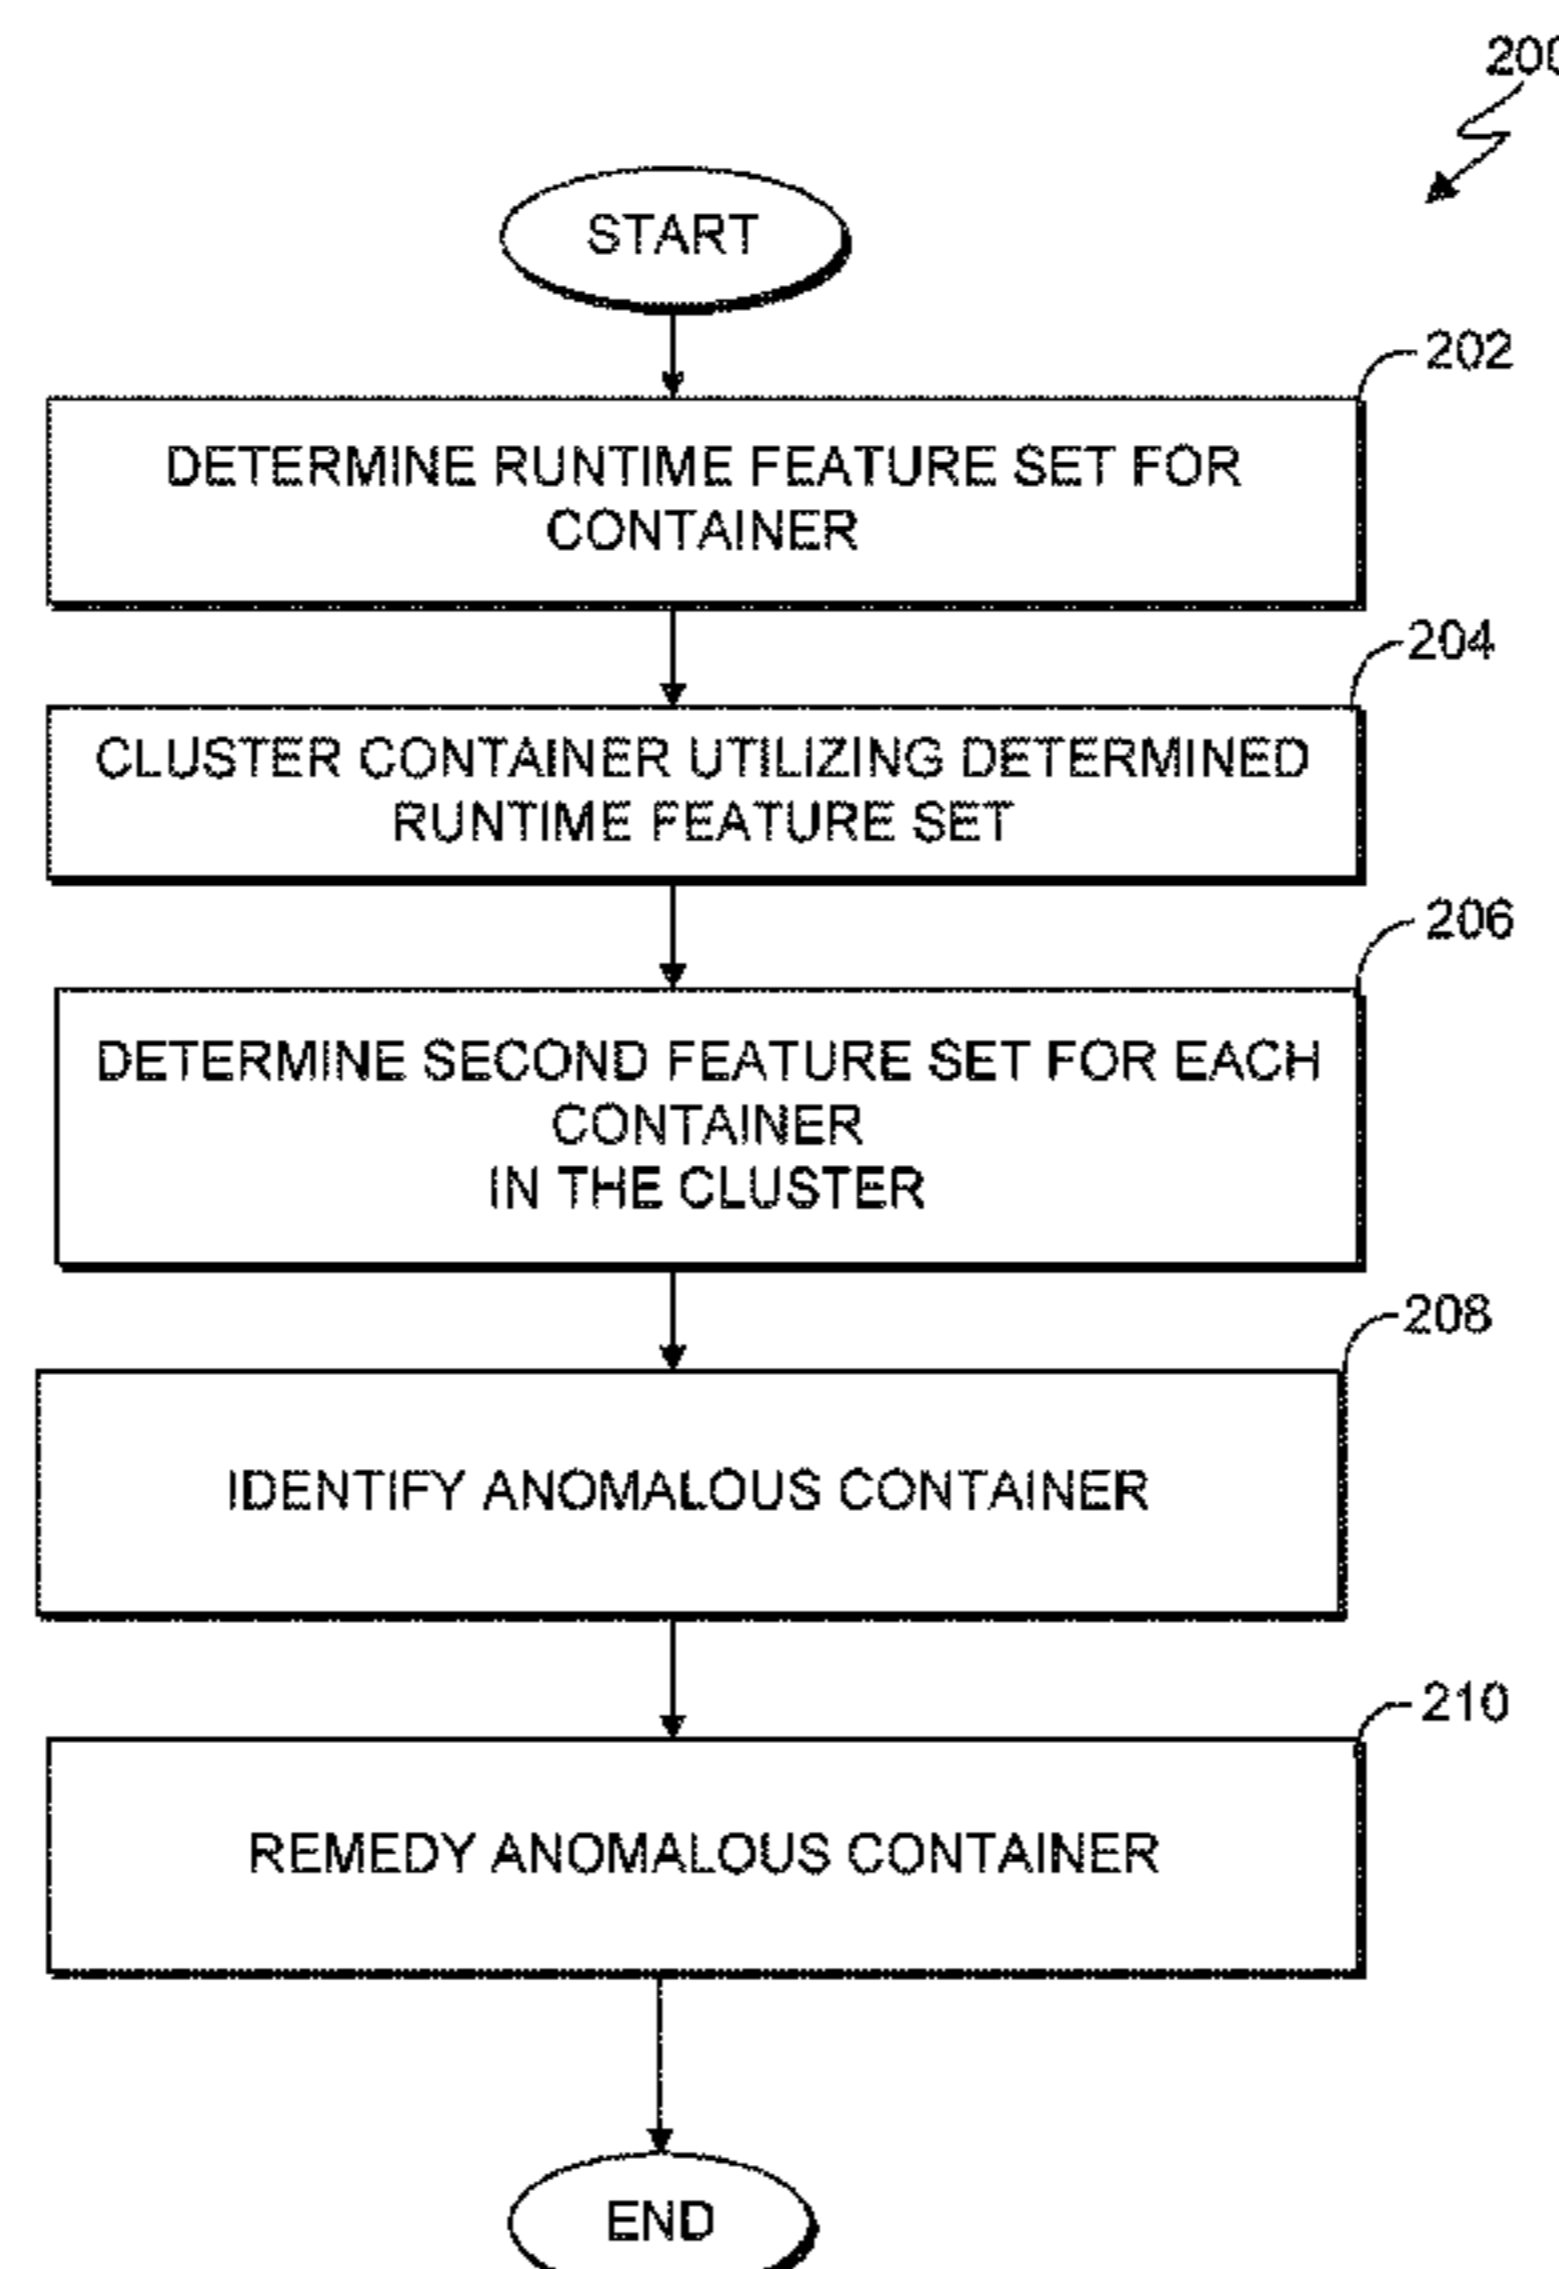 200
START
202
DETERMINE RUNTIME FEATURE SET FOR
CONTAINER
204
CLUSTER CONTAINER UTILIZING DETERMINED
RUNTIME FEATURE SET
206
DETERMINE SECOND FEATURE SET FOR EACH
CONTAINER
IN THE CLUSTER
208
IDENTIFY ANOMALOUS CONTAINER
210
REMEDY ANOMALOUS CONTAINER
END